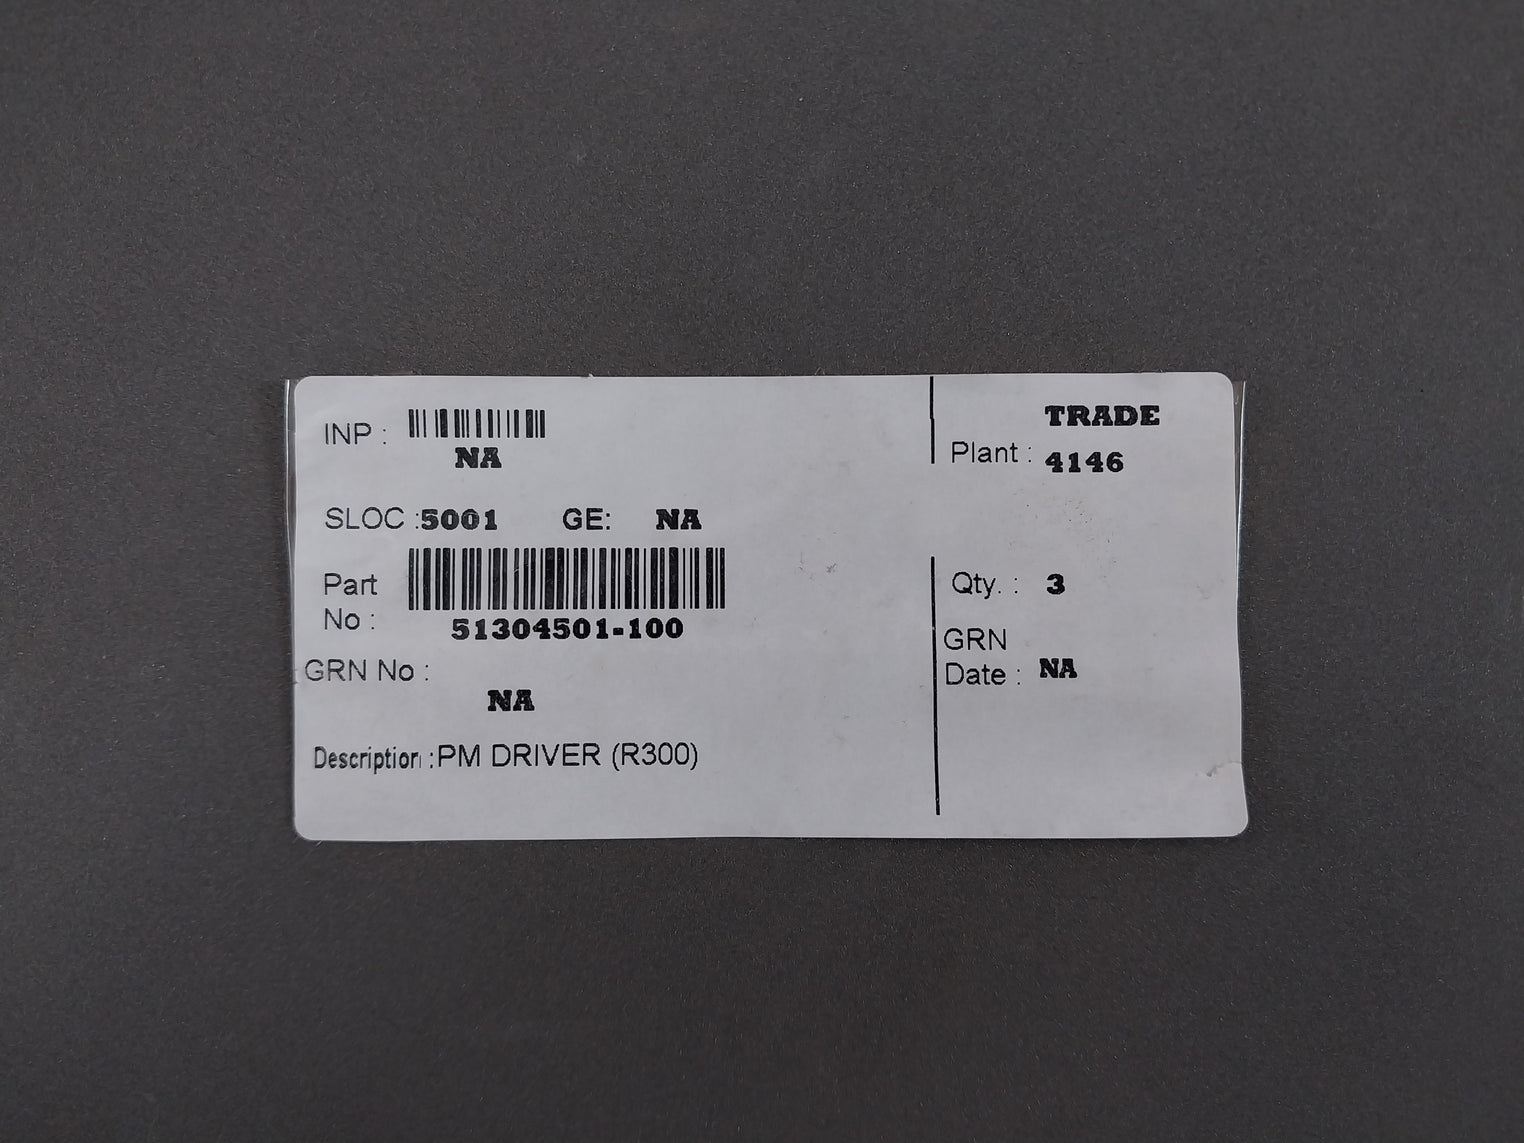 INP : NA
TRADE
Plant : 4146
SLOC :5001 GE: NA
Part No : 51304501-100
Qty. : 3
GRN No : NA
GRN Date : NA
Description :PM DRIVER (R300)